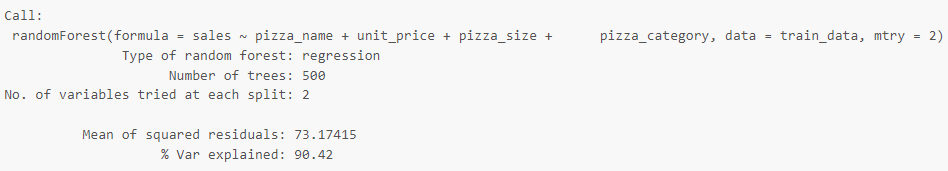 Call:
 randomForest(formula = sales ~ pizza_name + unit_price + pizza_size +      pizza_category, data = train_data, mtry = 2)
               Type of random forest: regression
                     Number of trees: 500
No. of variables tried at each split: 2
          Mean of squared residuals: 73.17415
                    % Var explained: 90.42